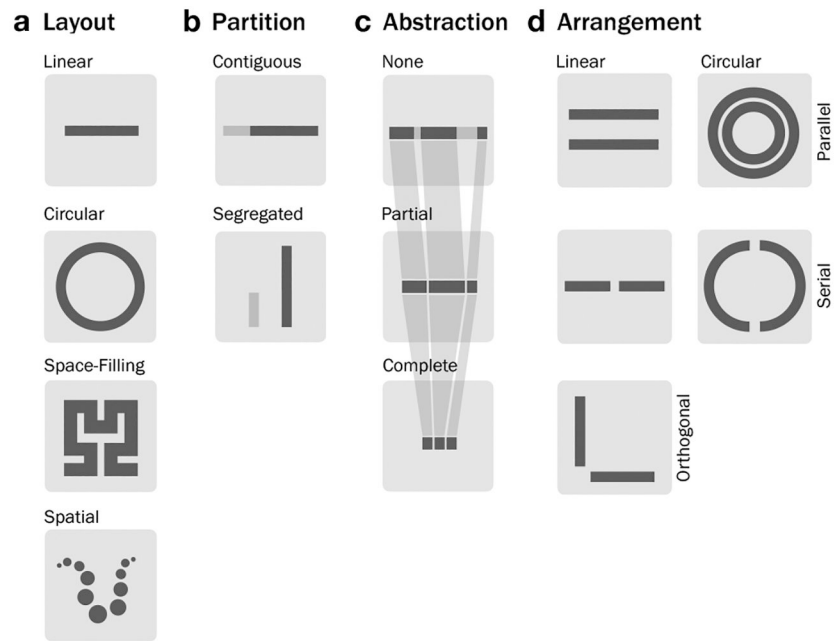 a Layout
Linear
Circular
Space-Filling
Spatial
b Partition
Contiguous
Segregated
c Abstraction
None
Partial
Complete
d Arrangement
Linear
Circular
Parallel
Serial
Orthogonal